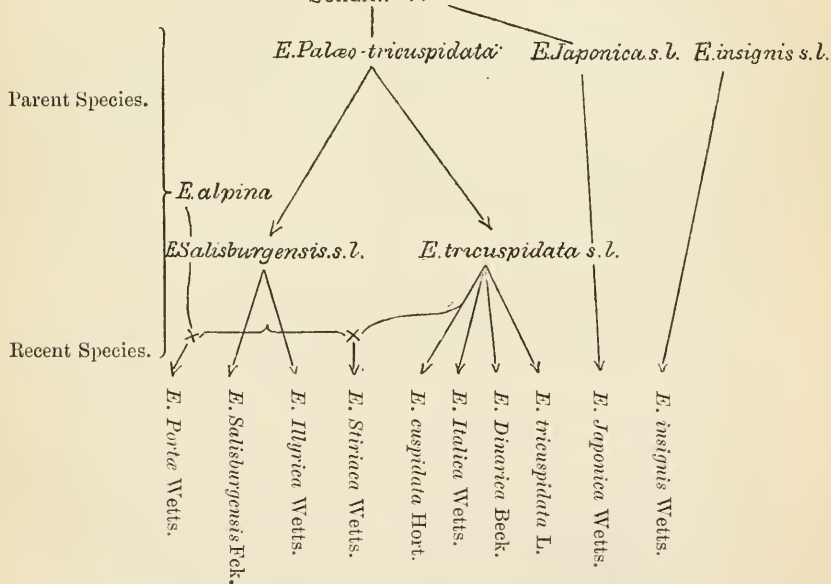 E. Palæo-tricuspidata
E. Japonica s.l.
E. insignis s.l.
Parent Species.
E. alpina
E Salisburgensis. s.l.
E. tricuspidata s.l.
Recent Species.
E. Portæ Wetts.
E. Salisburgensis Fck.
E. Illyrica Wetts.
E. Stiriaca Wetts.
E. cuspidata Hort.
E. Italica Wetts.
E. Dinarica Beck.
E. tricuspidata L.
E. Japonica Wetts.
E. insignis Wetts.